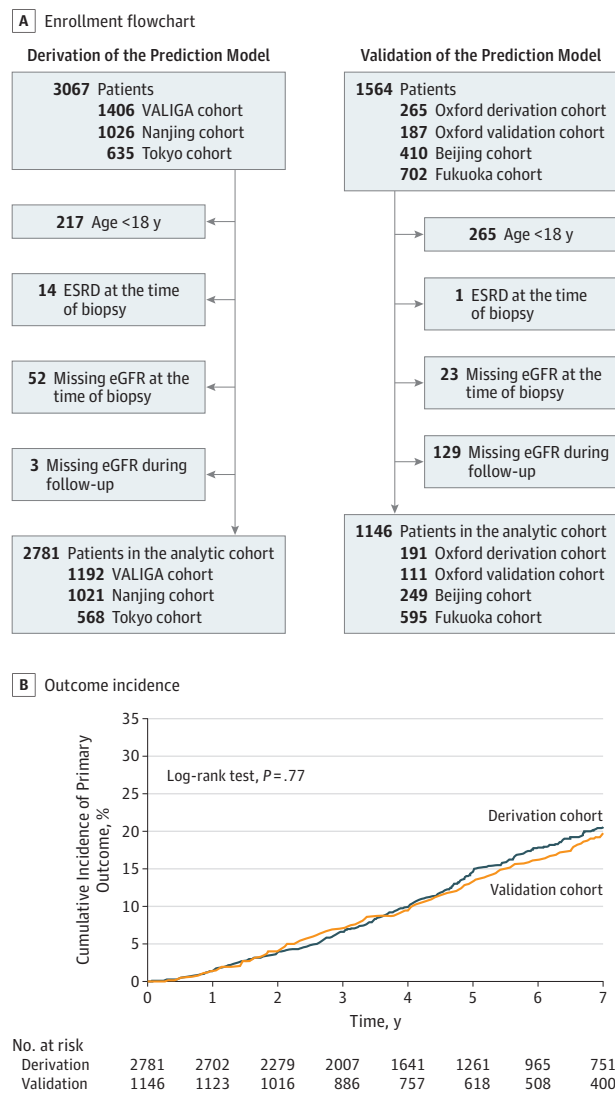 A Enrollment flowchart
Derivation of the Prediction Model
3067 Patients
1406 VALIGA cohort
1026 Nanjing cohort
635 Tokyo cohort
217 Age <18 y
14 ESRD at the time
of biopsy
52 Missing eGFR at the
time of biopsy
3 Missing eGFR during
follow-up
2781 Patients in the analytic cohort
1192 VALIGA cohort
1021 Nanjing cohort
568 Tokyo cohort
Validation of the Prediction Model
1564 Patients
265 Oxford derivation cohort
187 Oxford validation cohort
410 Beijing cohort
702 Fukuoka cohort
265 Age <18 y
1 ESRD at the time
of biopsy
23 Missing eGFR at the
time of biopsy
129 Missing eGFR during
follow-up
1146 Patients in the analytic cohort
191 Oxford derivation cohort
111 Oxford validation cohort
249 Beijing cohort
595 Fukuoka cohort
B Outcome incidence
Cumulative Incidence of Primary
Outcome, %
35
30
25
20
15
10
5
0
Log-rank test, P = .77
Derivation cohort
Validation cohort
0 1 2 3 4 5 6 7
Time, y
No. at risk
Derivation 2781 2702 2279 2007 1641 1261 965 751
Validation 1146 1123 1016 886 757 618 508 400